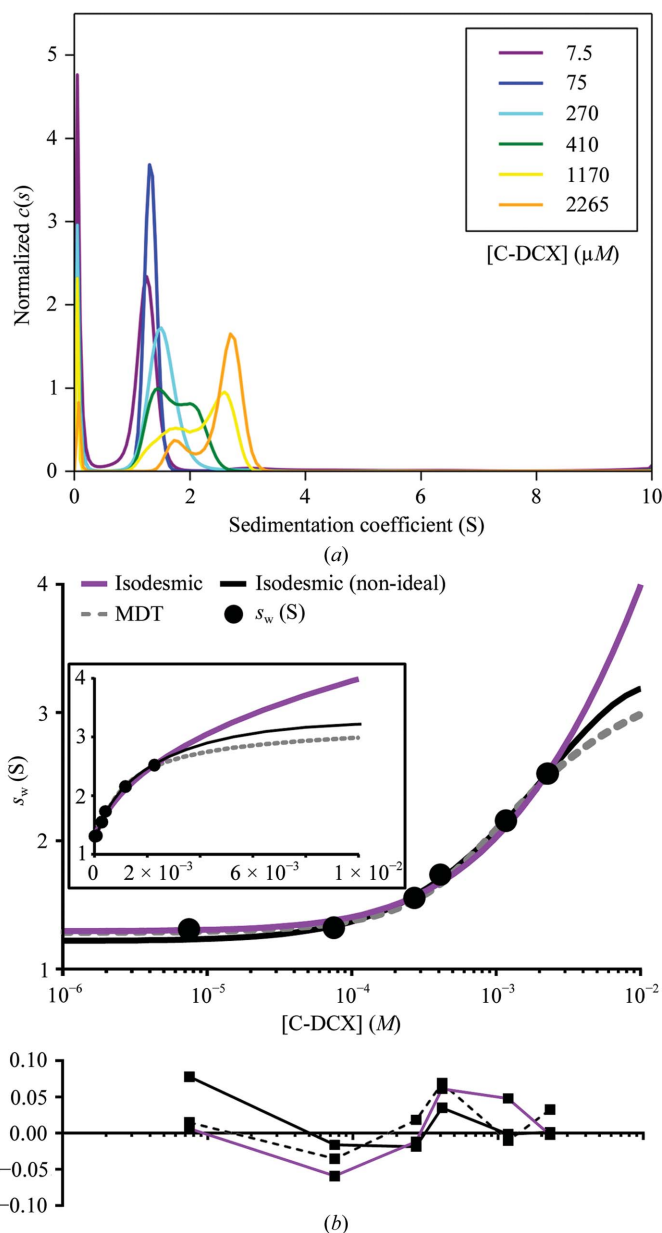 5
4
3
2
1
0
Normalized c(s)
7.5
75
270
410
1170
2265
[C-DCX] (µM)
0 2 4 6 8 10
Sedimentation coefficient (S)
(a)
Isodesmic Isodesmic (non-ideal)
MDT s_w (S)
4
3
2
1
s_w (S)
4
3
2
1
0 2 × 10⁻³ 6 × 10⁻³ 1 × 10⁻²
10⁻⁶ 10⁻⁵ 10⁻⁴ 10⁻³ 10⁻²
[C-DCX] (M)
0.10
0.05
0.00
−0.05
−0.10
(b)